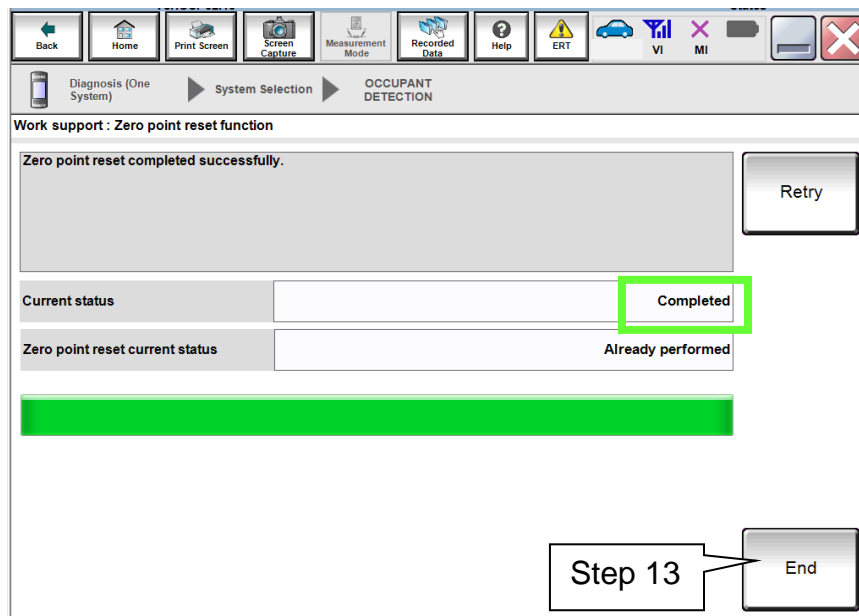 Back
Home
Print Screen
Screen
Capture
Measurement
Mode
Recorded
Data
Help
ERT
VI
MI
Diagnosis (One
System)
System Selection
OCCUPANT
DETECTION
Work support : Zero point reset function
Zero point reset completed successfully.
Retry
Current status
Completed
Zero point reset current status
Already performed
Step 13
End